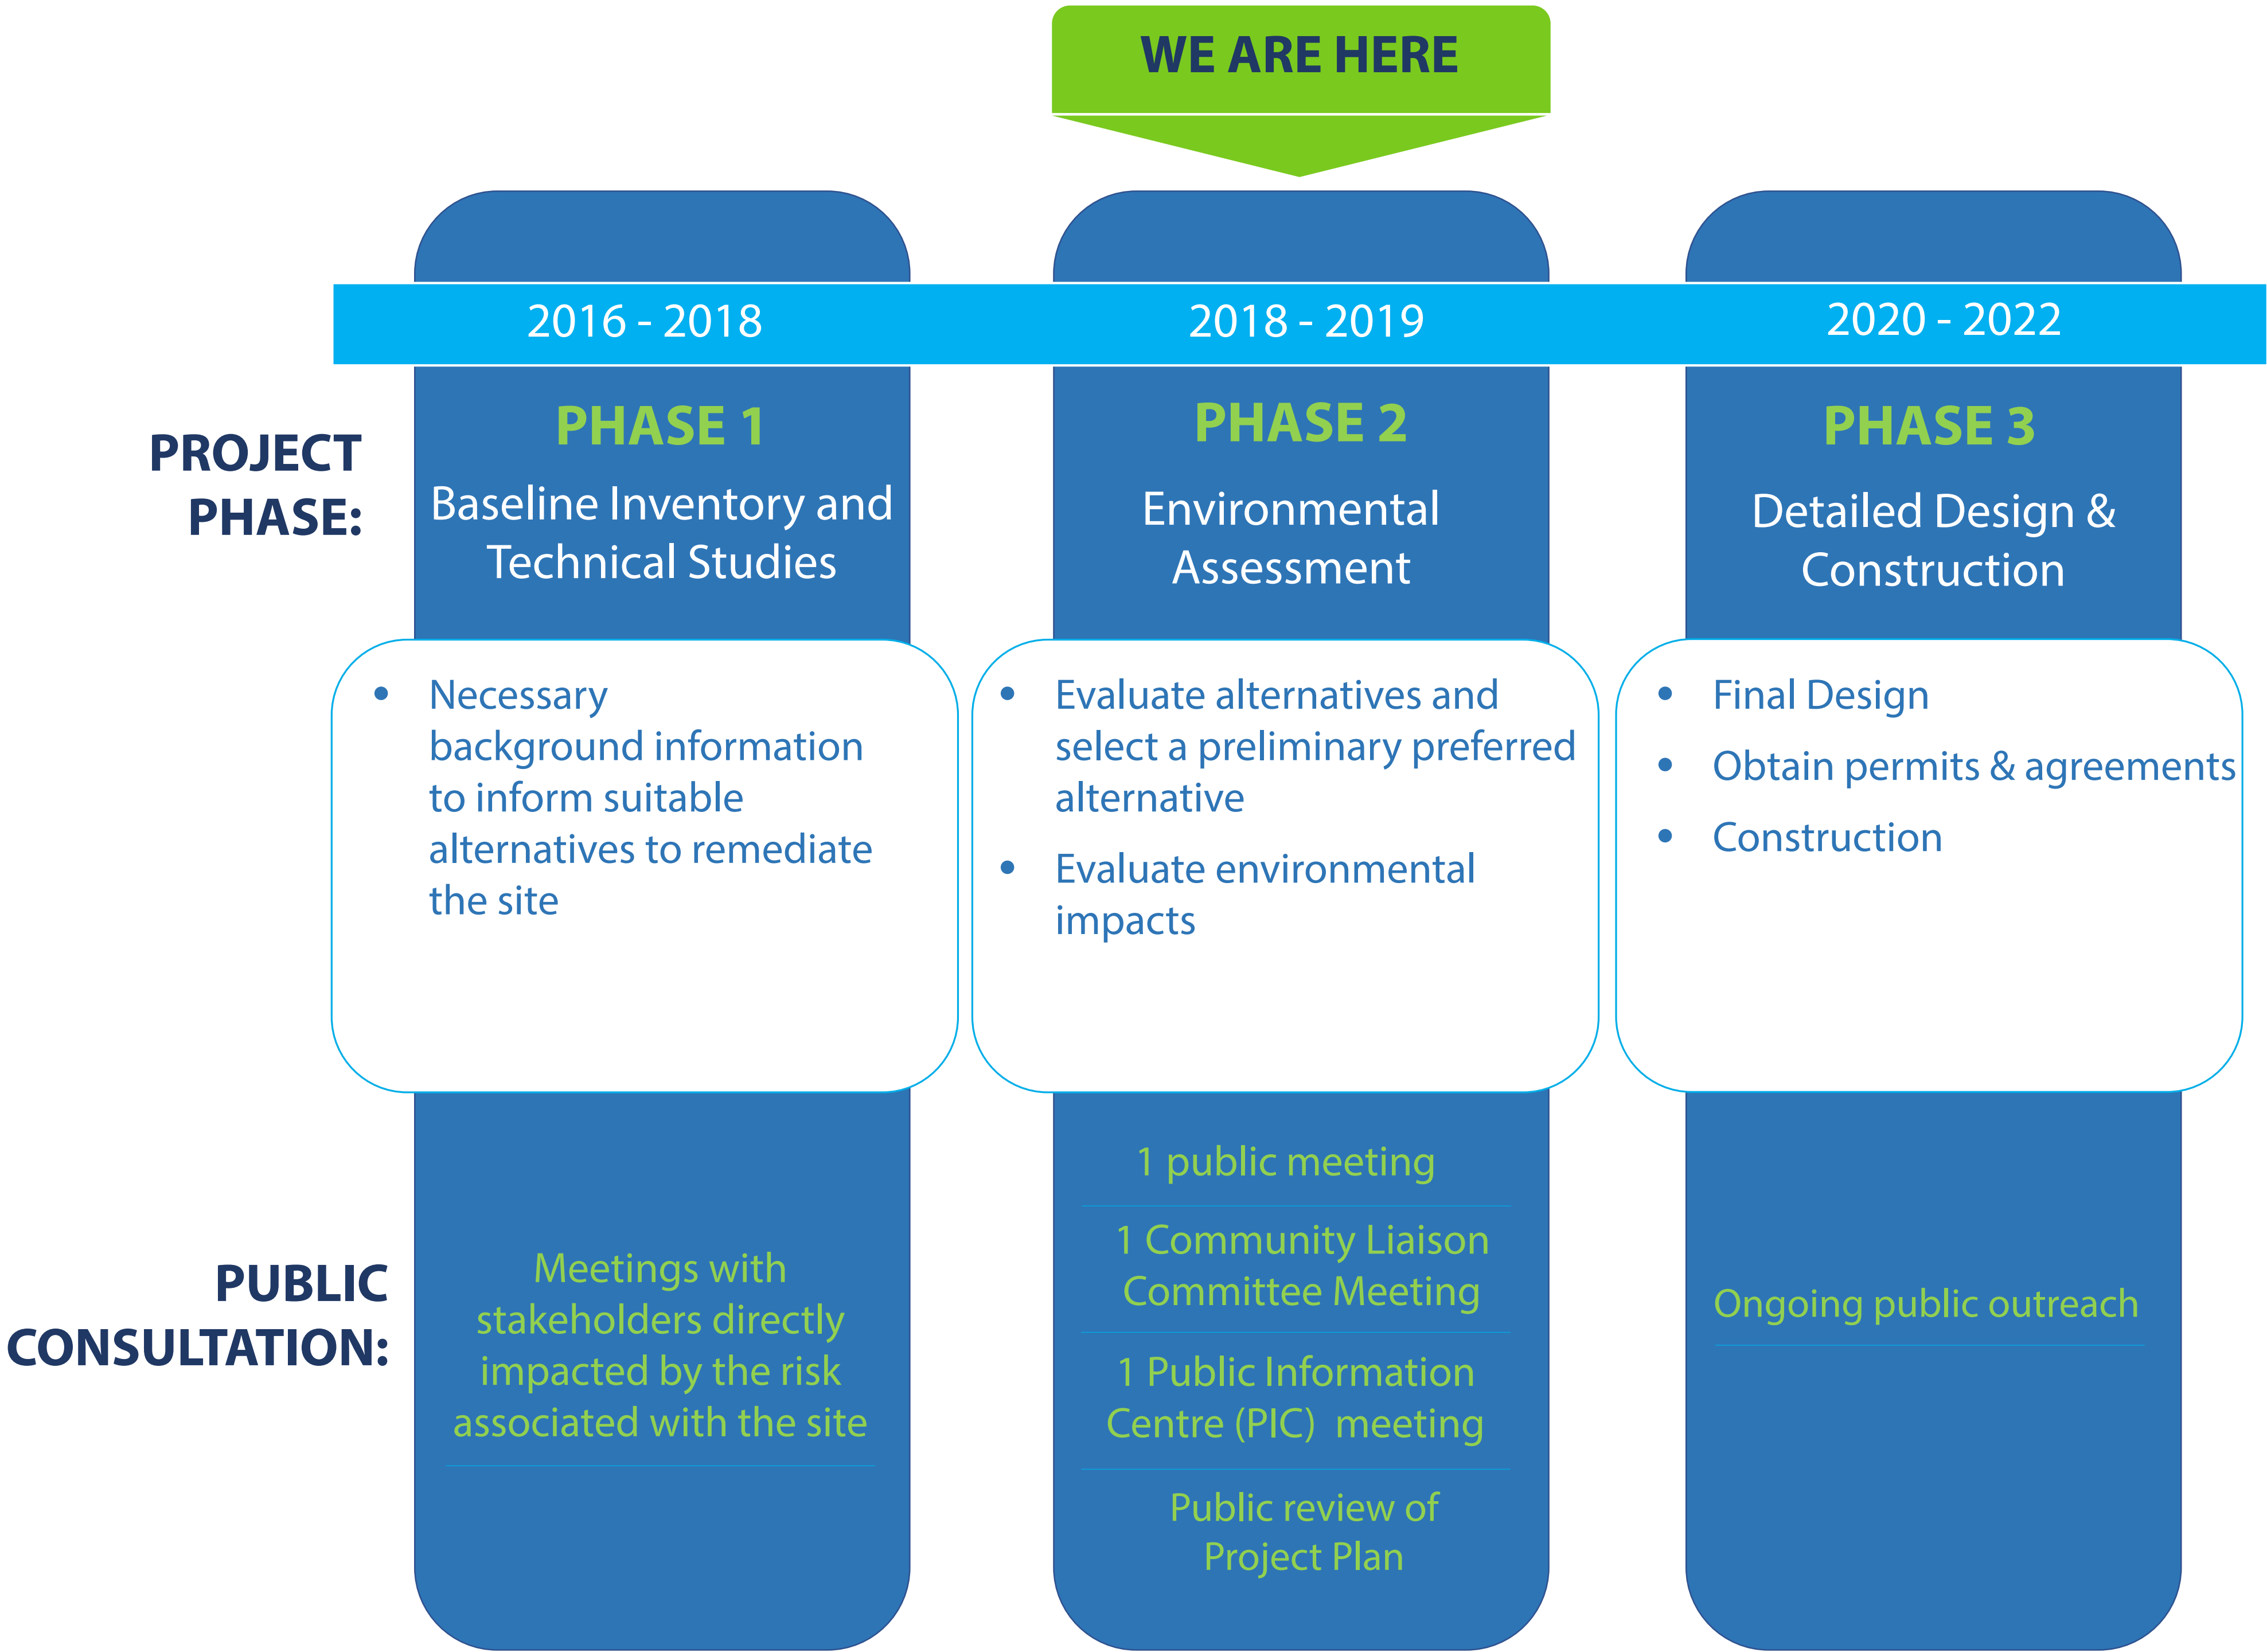 WE ARE HERE
2016 - 2018
2018 - 2019
2020 - 2022
PROJECT
PHASE:
PHASE 1
Baseline Inventory and
Technical Studies
PHASE 2
Environmental
Assessment
PHASE 3
Detailed Design &
Construction
• Necessary
background information
to inform suitable
alternatives to remediate
the site
• Evaluate alternatives and
select a preliminary preferred
alternative
• Evaluate environmental
impacts
• Final Design
• Obtain permits & agreements
• Construction
PUBLIC
CONSULTATION:
Meetings with
stakeholders directly
impacted by the risk
associated with the site
1 public meeting
1 Community Liaison
Committee Meeting
1 Public Information
Centre (PIC) meeting
Public review of
Project Plan
Ongoing public outreach